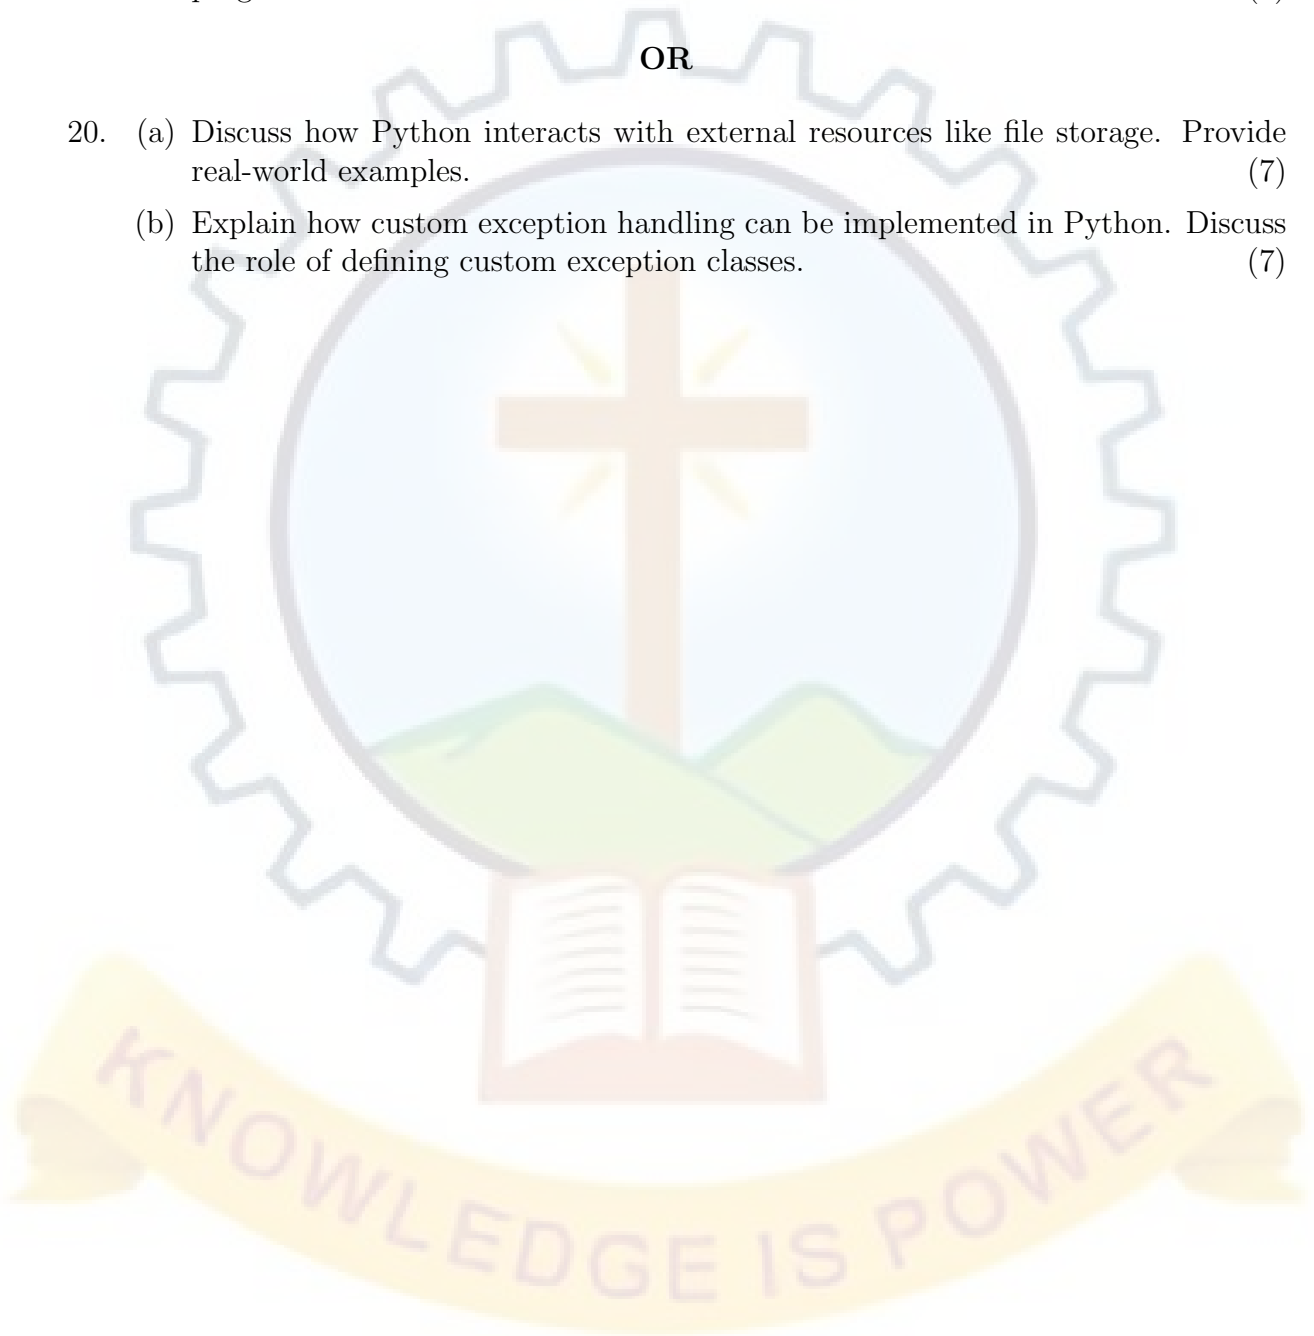 OR
20. (a) Discuss how Python interacts with external resources like file storage. Provide
real-world examples. (7)
(b) Explain how custom exception handling can be implemented in Python. Discuss
the role of defining custom exception classes. (7)
KNOWLEDGE IS POWER